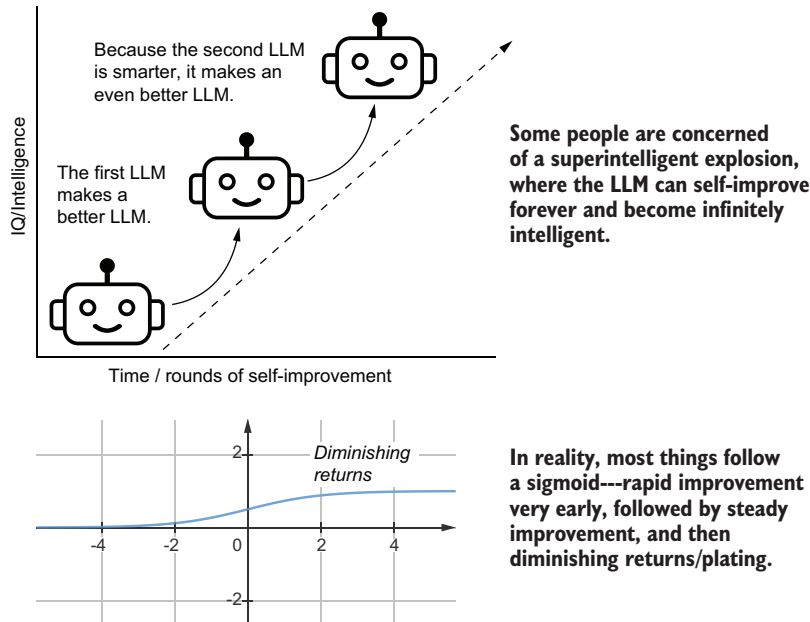 Because the second LLM
is smarter, it makes an
even better LLM.
The first LLM
makes a
better LLM.
IQ/Intelligence
Time / rounds of self-improvement
Some people are concerned
of a superintelligent explosion,
where the LLM can self-improve
forever and become infinitely
intelligent.
2
Diminishing
returns
-4
-2
0
2
4
-2
In reality, most things follow
a sigmoid---rapid improvement
very early, followed by steady
improvement, and then
diminishing returns/plating.